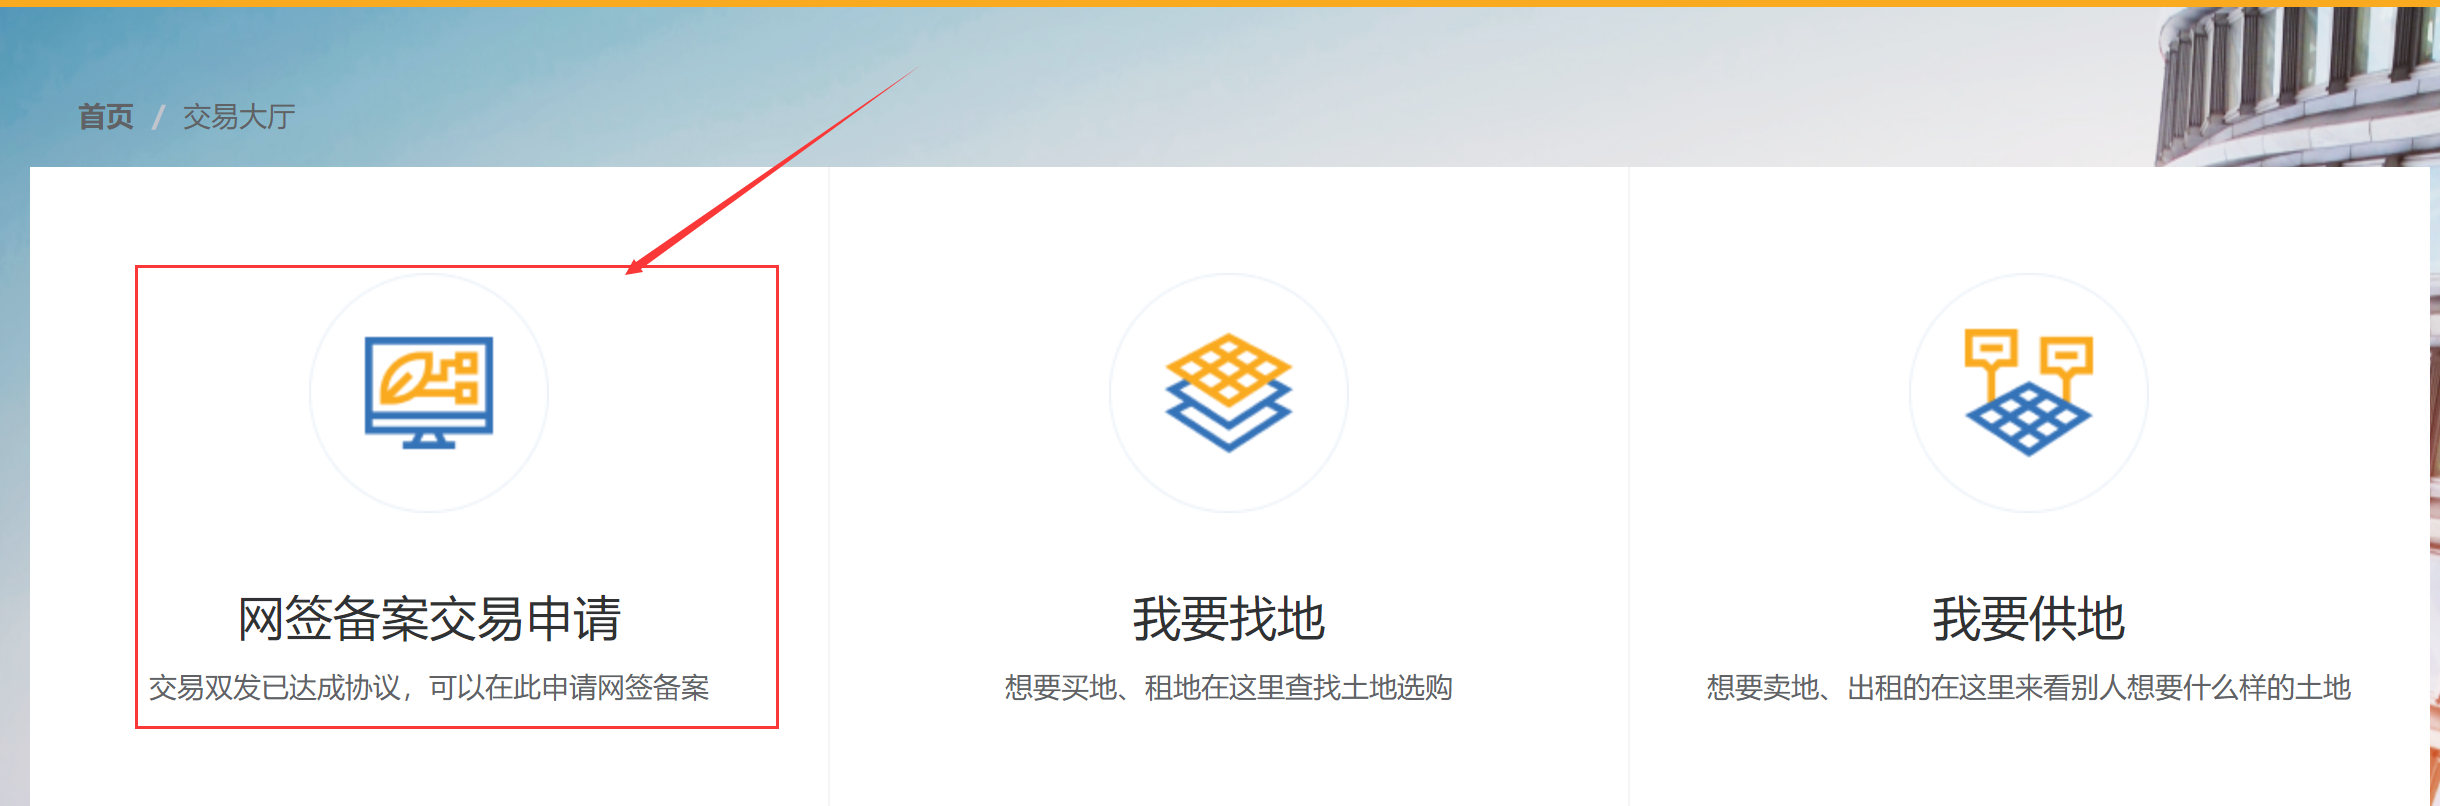 首页 / 交易大厅
网签备案交易申请
交易双发已达成协议，可以在此申请网签备案
我要找地
想要买地、租地在这里查找土地选购
我要供地
想要卖地、出租的在这里来看别人想要什么样的土地